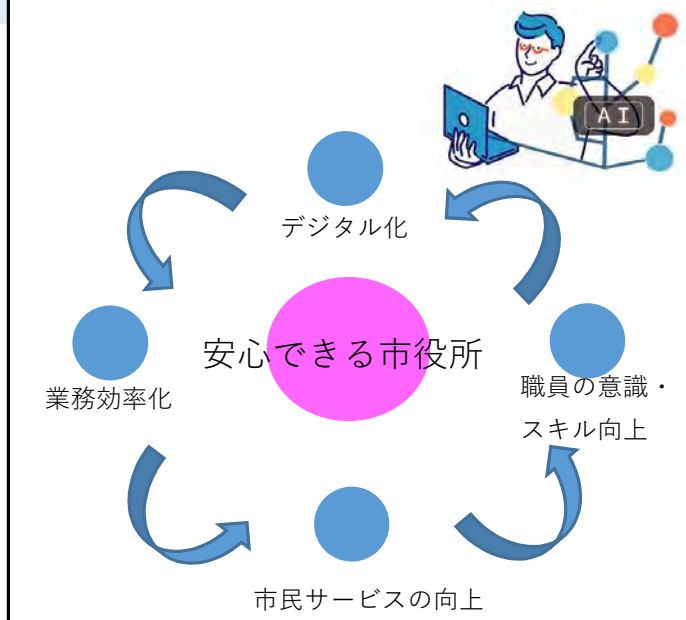 AI
デジタル化
安心できる市役所
業務効率化
職員の意識・
スキル向上
市民サービスの向上